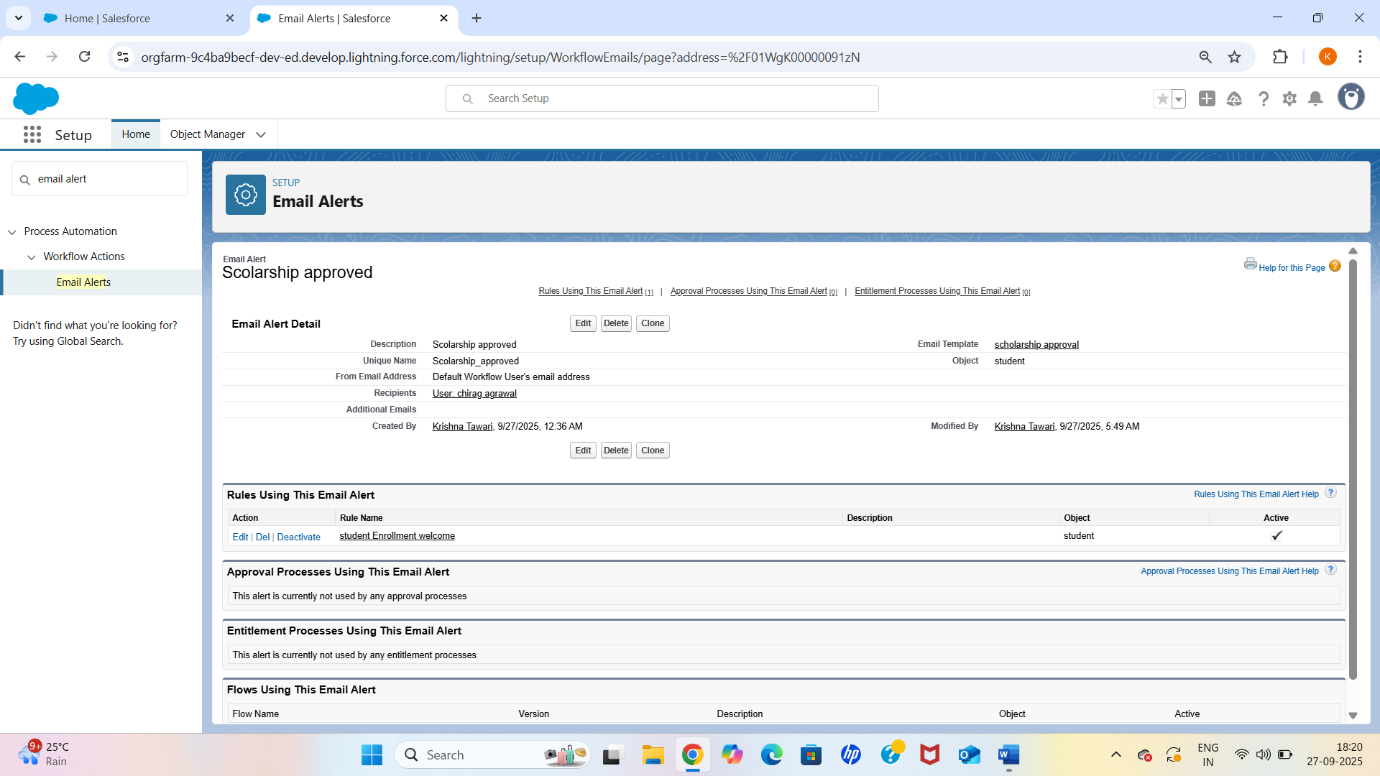 Home | Salesforce
Email Alerts | Salesforce
orgfarm-9c4ba9becf-dev-ed.develop.lightning.force.com/lightning/setup/WorkflowEmails/page?address=%2F01WgK00000091zN
K
Search Setup
Setup
Home
Object Manager
email alert
Process Automation
Workflow Actions
Email Alerts
Didn't find what you're looking for?
Try using Global Search.
SETUP
Email Alerts
Email Alert
Scolarship approved
Help for this Page ?
Rules Using This Email Alert [1] | Approval Processes Using This Email Alert [0] | Entitlement Processes Using This Email Alert [0]
Email Alert Detail
Edit Delete Clone
Description Scolarship approved Email Template scholarship approval
Unique Name Scolarship_approved Object student
From Email Address Default Workflow User's email address
Recipients User: chirag agrawal
Additional Emails
Created By Krishna Tawari, 9/27/2025, 12:36 AM Modified By Krishna Tawari, 9/27/2025, 5:49 AM
Edit Delete Clone
Rules Using This Email Alert
Rules Using This Email Alert Help ?
Action Rule Name Description Object Active
Edit | Del | Deactivate student Enrollment welcome student
Approval Processes Using This Email Alert
Approval Processes Using This Email Alert Help ?
This alert is currently not used by any approval processes
Entitlement Processes Using This Email Alert
This alert is currently not used by any entitlement processes
Flows Using This Email Alert
Flow Name Version Description Object Active
9+
25°C
Rain
Search
ENG
IN
18:20
27-09-2025